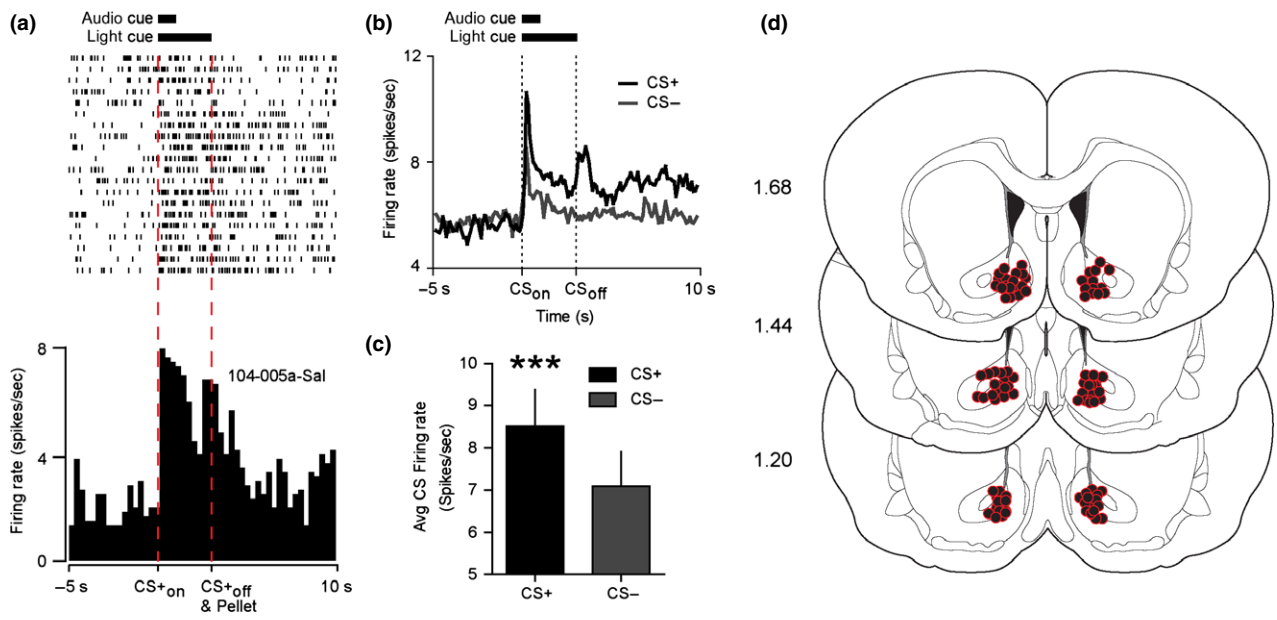 (a)
Audio cue
Light cue
8
4
0
Firing rate (spikes/sec)
104-005a-Sal
−5 s
CS+on
CS+off
& Pellet
10 s
(b)
Audio cue
Light cue
12
8
4
Firing rate (spikes/sec)
CS+
CS−
−5 s
CSon
CSoff
10 s
Time (s)
(c)
10
9
8
7
6
5
Avg CS Firing rate
(Spikes/sec)
***
CS+
CS−
CS+
CS−
(d)
1.68
1.44
1.20